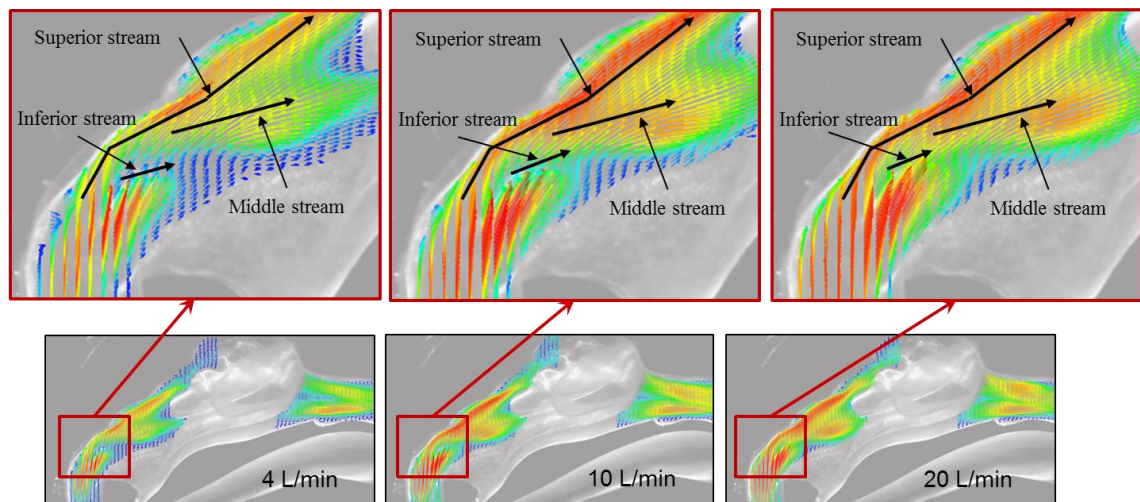 Superior stream
Inferior stream
Middle stream
Superior stream
Inferior stream
Middle stream
Superior stream
Inferior stream
Middle stream
4 L/min
10 L/min
20 L/min